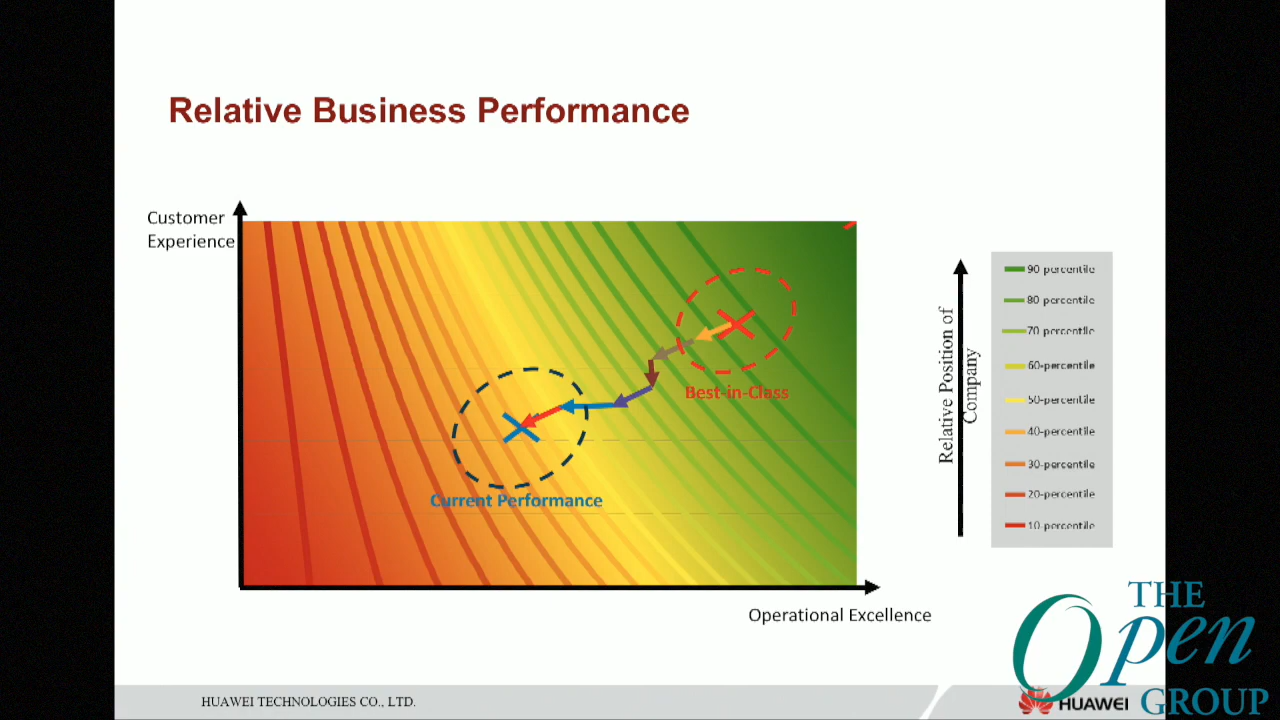 Relative Business Performance
Customer
Experience
Best-in-Class
Current Performance
Operational Excellence
Relative Position of
Company
90 percentile
80 percentile
70 percentile
60-percentile
50-percentile
40-percentile
30-percentile
20-percentile
10-percentile
HUAWEI TECHNOLOGIES CO., LTD.
HUAWEI
THE
Open
GROUP